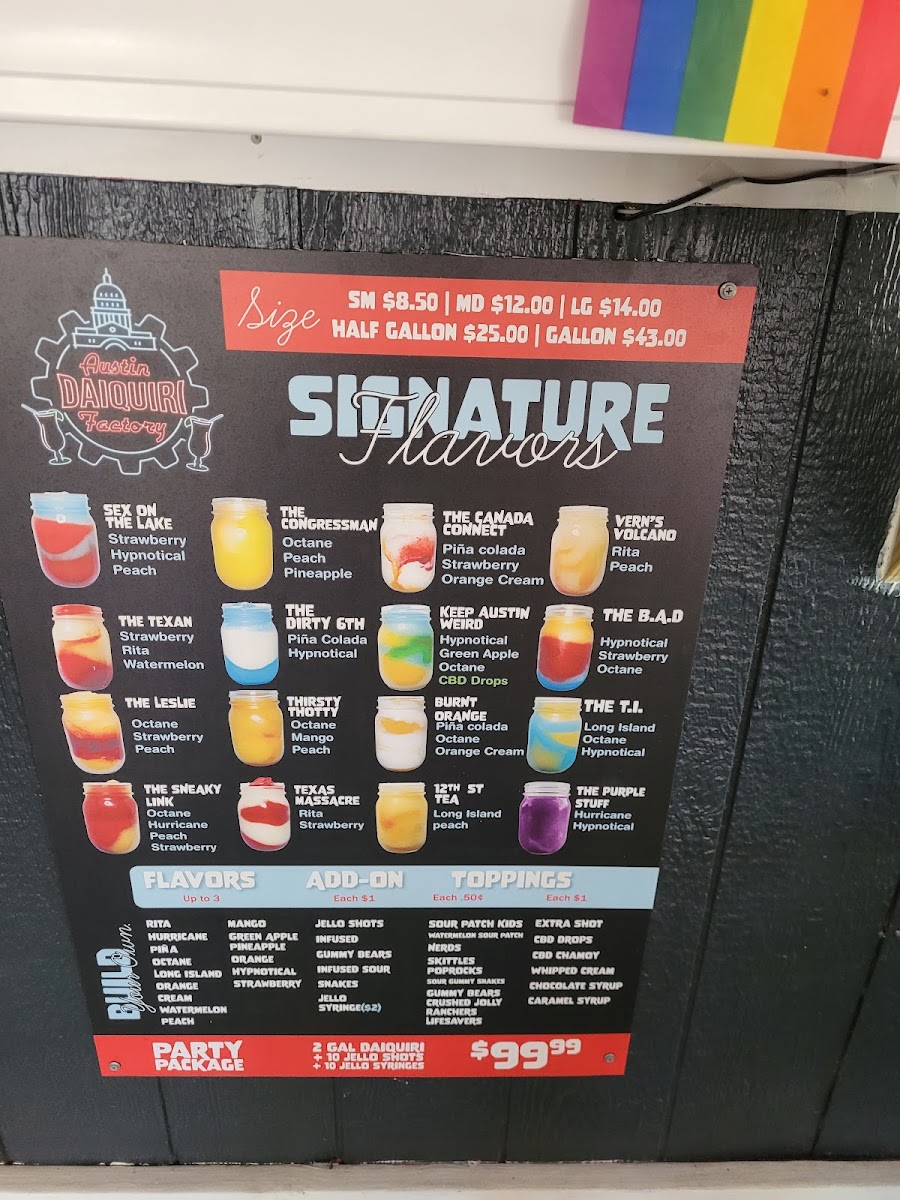 Austin
DAIQUIRI
Factory
Size
SM $8.50 | MD $12.00 | LG $14.00
HALF GALLON $25.00 | GALLON $43.00
SIGNATURE
Flavors
SEX ON
THE LAKE
Strawberry
Hypnotical
Peach
THE
CONGRESSMAN
Octane
Peach
Pineapple
THE CANADA
CONNECT
Piña colada
Strawberry
Orange Cream
VERN'S
VOLCANO
Rita
Peach
THE TEXAN
Strawberry
Rita
Watermelon
THE
DIRTY 6TH
Piña Colada
Hypnotical
KEEP AUSTIN
WEIRD
Hypnotical
Green Apple
Octane
CBD Drops
THE B.A.D
Hypnotical
Strawberry
Octane
THE LESLIE
Octane
Strawberry
Peach
THIRSTY
THOTTY
Octane
Mango
Peach
BURNT
ORANGE
Piña colada
Octane
Orange Cream
THE T.I.
Long Island
Octane
Hypnotical
THE SNEAKY
LINK
Octane
Hurricane
Peach
Strawberry
TEXAS
MASSACRE
Rita
Strawberry
12TH ST
TEA
Long Island
peach
THE PURPLE
STUFF
Hurricane
Hypnotical
FLAVORS
Up to 3
ADD-ON
Each $1
TOPPINGS
Each .50¢
Each $1
BUILD
Your Own
RITA
HURRICANE
PIÑA
OCTANE
LONG ISLAND
ORANGE
CREAM
WATERMELON
PEACH
MANGO
GREEN APPLE
PINEAPPLE
ORANGE
HYPNOTICAL
STRAWBERRY
JELLO SHOTS
INFUSED
GUMMY BEARS
INFUSED SOUR
SNAKES
JELLO
SYRINGE($2)
SOUR PATCH KIDS
WATERMELON SOUR PATCH
NERDS
SKITTLES
POPROCKS
SOUR GUMMY SNAKES
GUMMY BEARS
CRUSHED JOLLY
RANCHERS
LIFESAVERS
EXTRA SHOT
CBD DROPS
CBD CHAMOY
WHIPPED CREAM
CHOCOLATE SYRUP
CARAMEL SYRUP
PARTY
PACKAGE
2 GAL DAIQUIRI
+ 10 JELLO SHOTS
+ 10 JELLO SYRINGES
$99.99